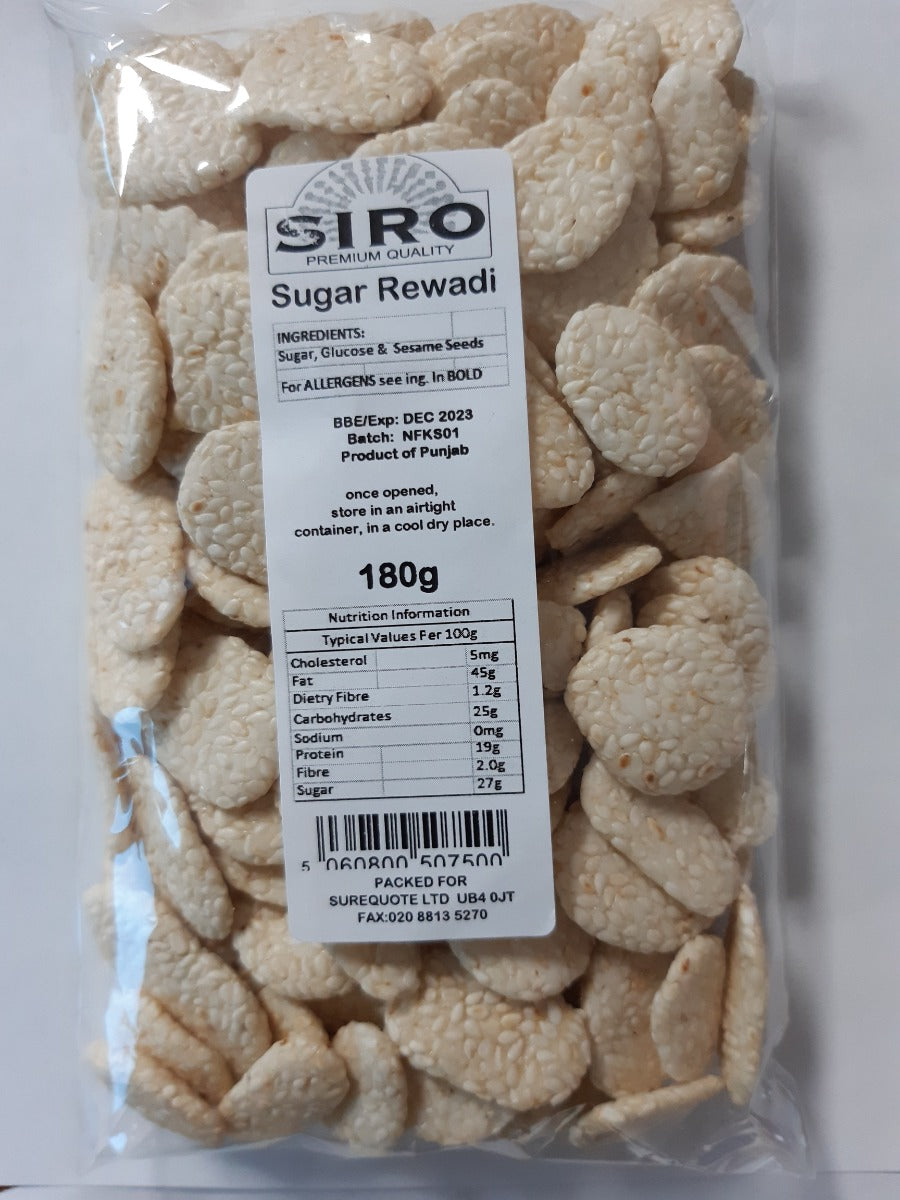 SIRO
PREMIUM QUALITY
Sugar Rewadi
INGREDIENTS:
Sugar, Glucose & Sesame Seeds
For ALLERGENS see ing. In BOLD
BBE/Exp: DEC 2023
Batch: NFKS01
Product of Punjab
once opened,
store in an airtight
container, in a cool dry place.
180g
Nutrition Information
Typical Values Per 100g
Cholesterol 5mg
Fat 45g
Dietry Fibre 1.2g
Carbohydrates 25g
Sodium 0mg
Protein 19g
Fibre 2.0g
Sugar 27g
5 060800 507500
PACKED FOR
SUREQUOTE LTD UB4 0JT
FAX:020 8813 5270